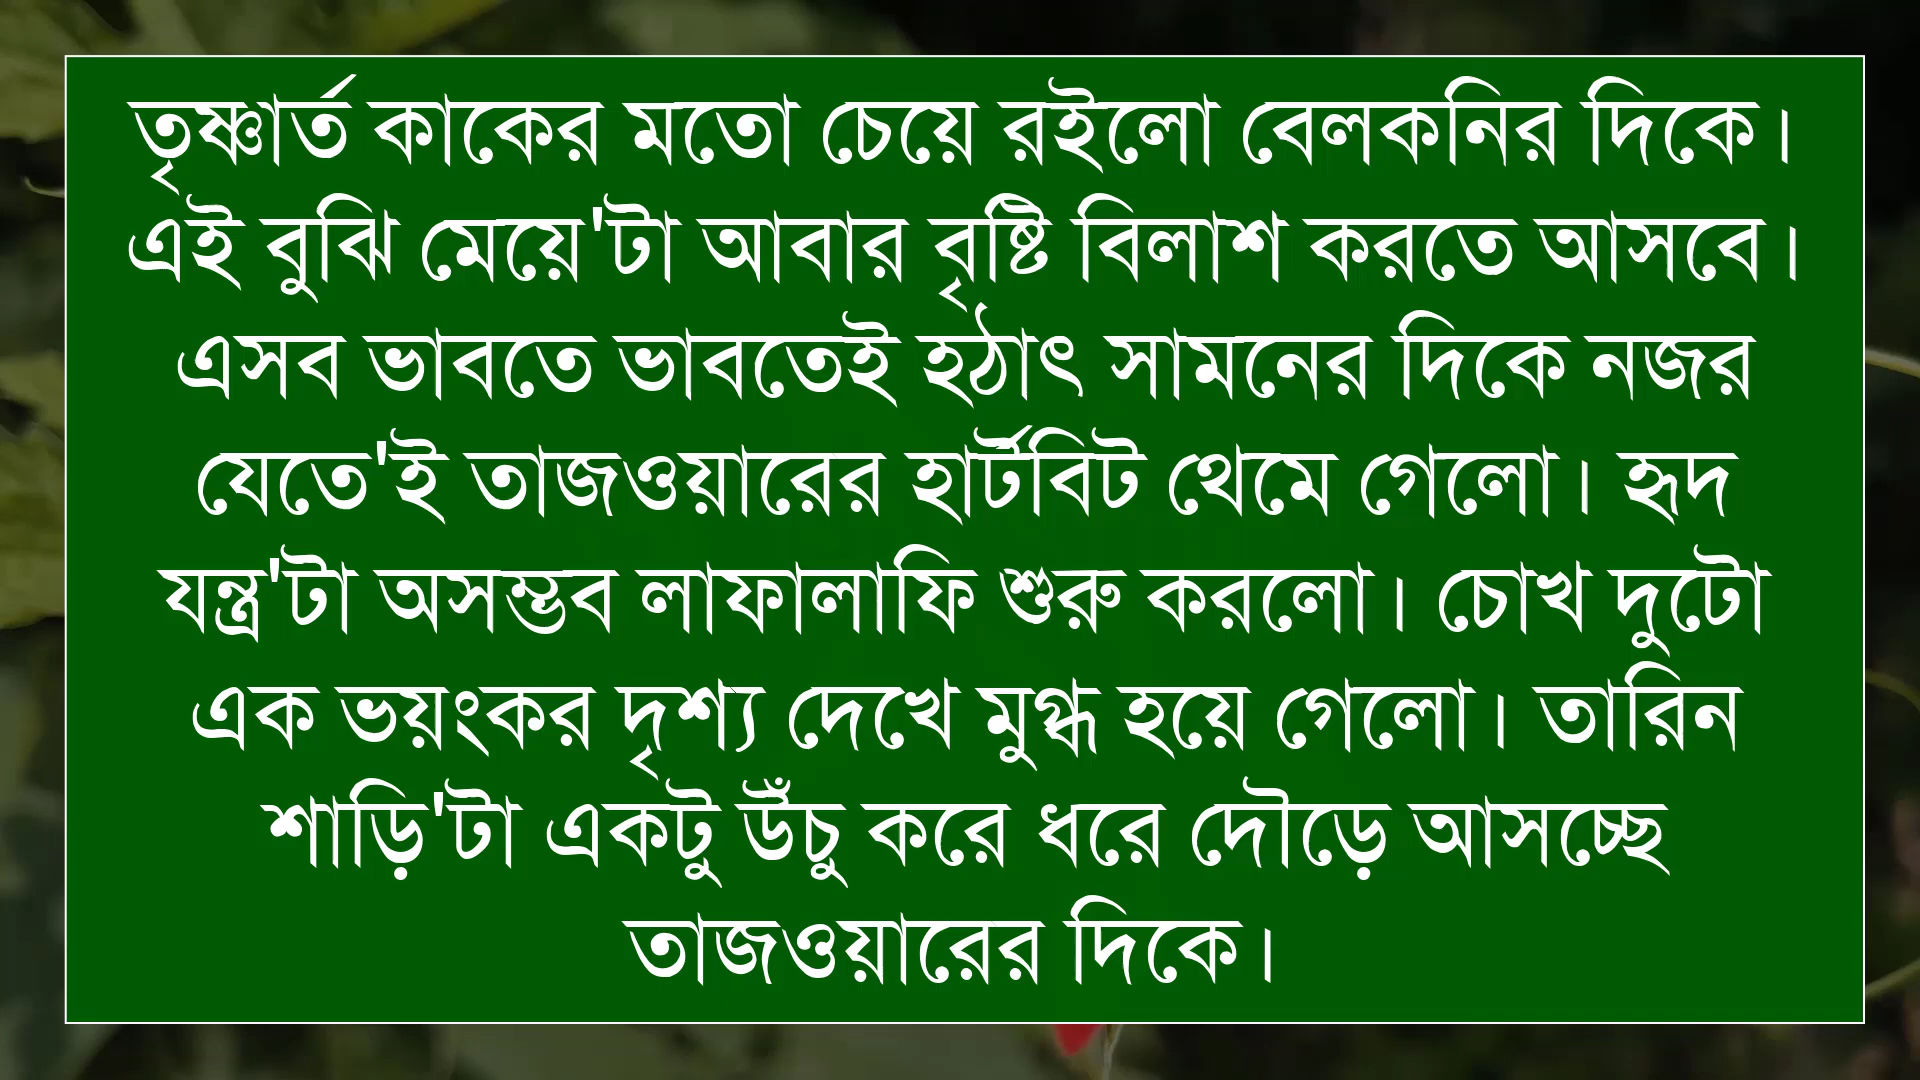 তৃষ্ণার্ত কাকের মতো চেয়ে রইলো বেলকনির দিকে।
এই বুঝি মেয়ে'টা আবার বৃষ্টি বিলাশ করতে আসবে।
এসব ভাবতে ভাবতেই হঠাৎ সামনের দিকে নজর
যেতে'ই তাজওয়ারের হার্টবিট থেমে গেলো। হৃদ
যন্ত্র'টা অসম্ভব লাফালাফি শুরু করলো। চোখ দুটো
এক ভয়ংকর দৃশ্য দেখে মুগ্ধ হয়ে গেলো। তারিন
শাড়ি'টা একটু উঁচু করে ধরে দৌড়ে আসচ্ছে
তাজওয়ারের দিকে।